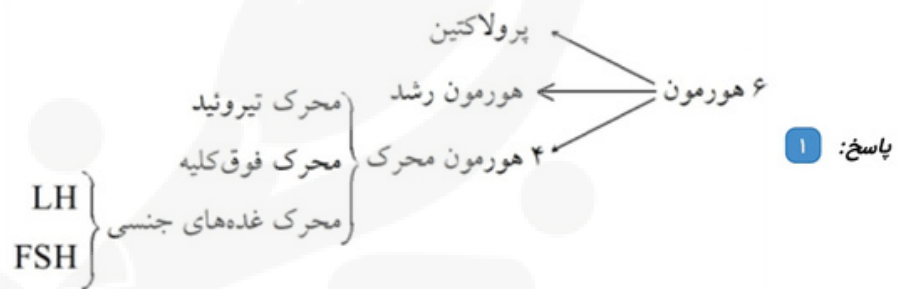 پاسخ: ۱
۶ هورمون
پرولاکتین
هورمون رشد
۴ هورمون محرک
محرک تیروئید
محرک فوق‌کلیه
محرک غده‌های جنسی
LH
FSH